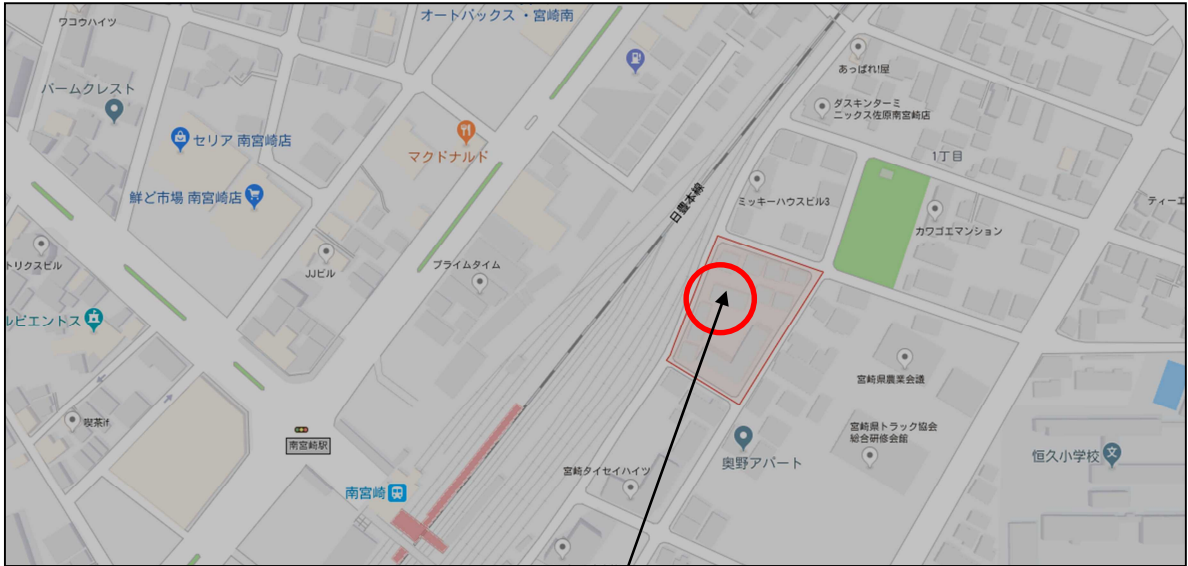 ワコウハイツ
オートバックス・宮崎南
あっぱれ!屋
パームクレスト
ダスキンターミ
ニックス佐原南宮崎店
セリア 南宮崎店
マクドナルド
1丁目
鮮ど市場 南宮崎店
日豊本線
ミッキーハウスビル3
ティーエ
カワゴエマンション
トリクスビル
JJビル
プライムタイム
ルピエントス
宮崎県農業会議
喫茶if
南宮崎駅
宮崎県トラック協会
総合研修会館
奥野アパート
恒久小学校
文
宮崎タイセイハイツ
南宮崎